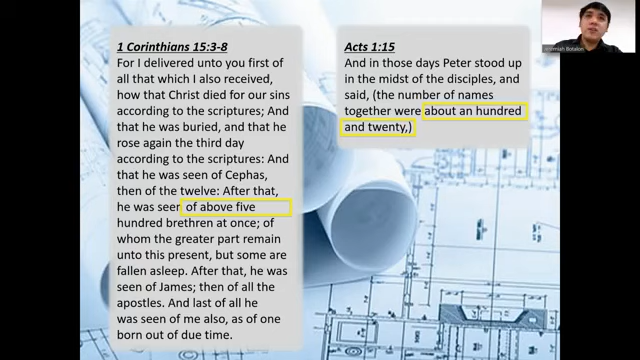 1 Corinthians 15:3-8
For I delivered unto you first of
all that which I also received,
how that Christ died for our sins
according to the scriptures; And
that he was buried, and that he
rose again the third day
according to the scriptures: And
that he was seen of Cephas,
then of the twelve: After that,
he was seen of above five
hundred brethren at once; of
whom the greater part remain
unto this present, but some are
fallen asleep. After that, he was
seen of James; then of all the
apostles. And last of all he
was seen of me also, as of one
born out of due time.
Acts 1:15
And in those days Peter stood up
in the midst of the disciples, and
said, (the number of names
together were about an hundred
and twenty,)